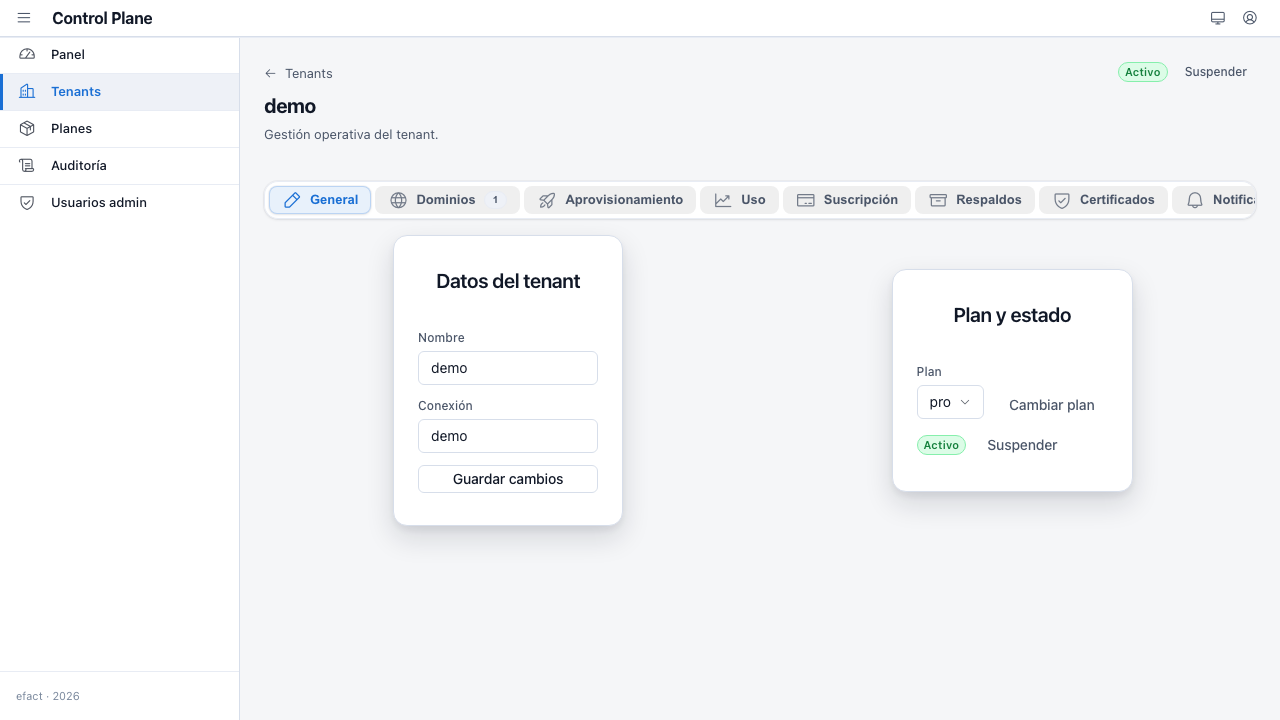 Control Plane
Panel
Tenants
Planes
Auditoría
Usuarios admin
efact · 2026
← Tenants
Activo
Suspender
demo
Gestión operativa del tenant.
General
Dominios 1
Aprovisionamiento
Uso
Suscripción
Respaldos
Certificados
Notifica
Datos del tenant
Nombre
demo
Conexión
demo
Guardar cambios
Plan y estado
Plan
pro
Cambiar plan
Activo
Suspender